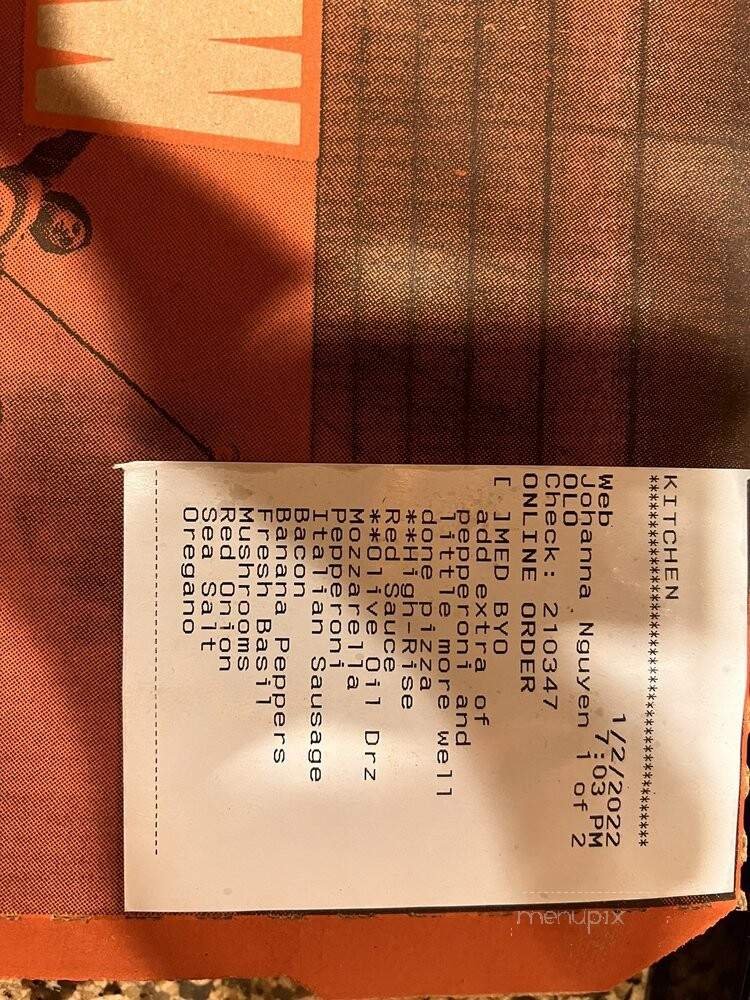 KITCHEN
****************************************
1/2/2022
Web 7:03 PM
Johanna Nguyen 1 of 2
OLO
Check: 210347
ONLINE ORDER
[ ]MED BYO
add extra of
pepperoni and
little more well
done pizza
**High-Rise
Red Sauce
**Olive Oil Drz
Mozzarella
Pepperoni
Italian Sausage
Bacon
Banana Peppers
Fresh Basil
Mushrooms
Red Onion
Sea Salt
Oregano
menupix